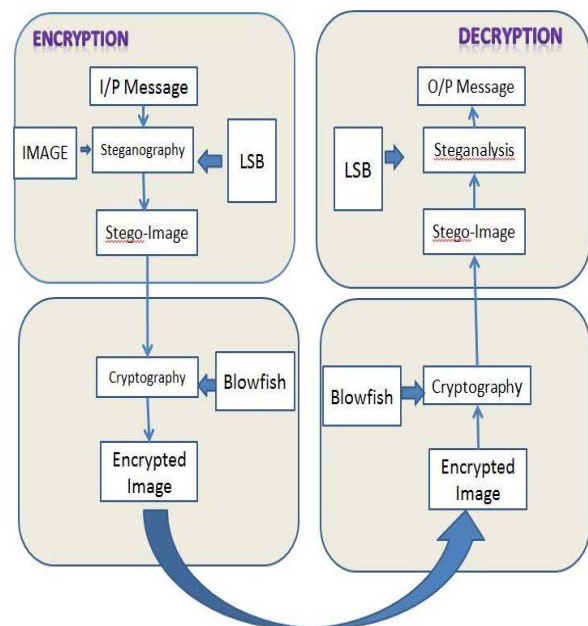 ENCRYPTION
I/P Message
IMAGE
Steganography
LSB
Stego-Image
Cryptography
Blowfish
Encrypted
Image
DECRYPTION
O/P Message
LSB
Steganalysis
Stego-Image
Blowfish
Cryptography
Encrypted
Image